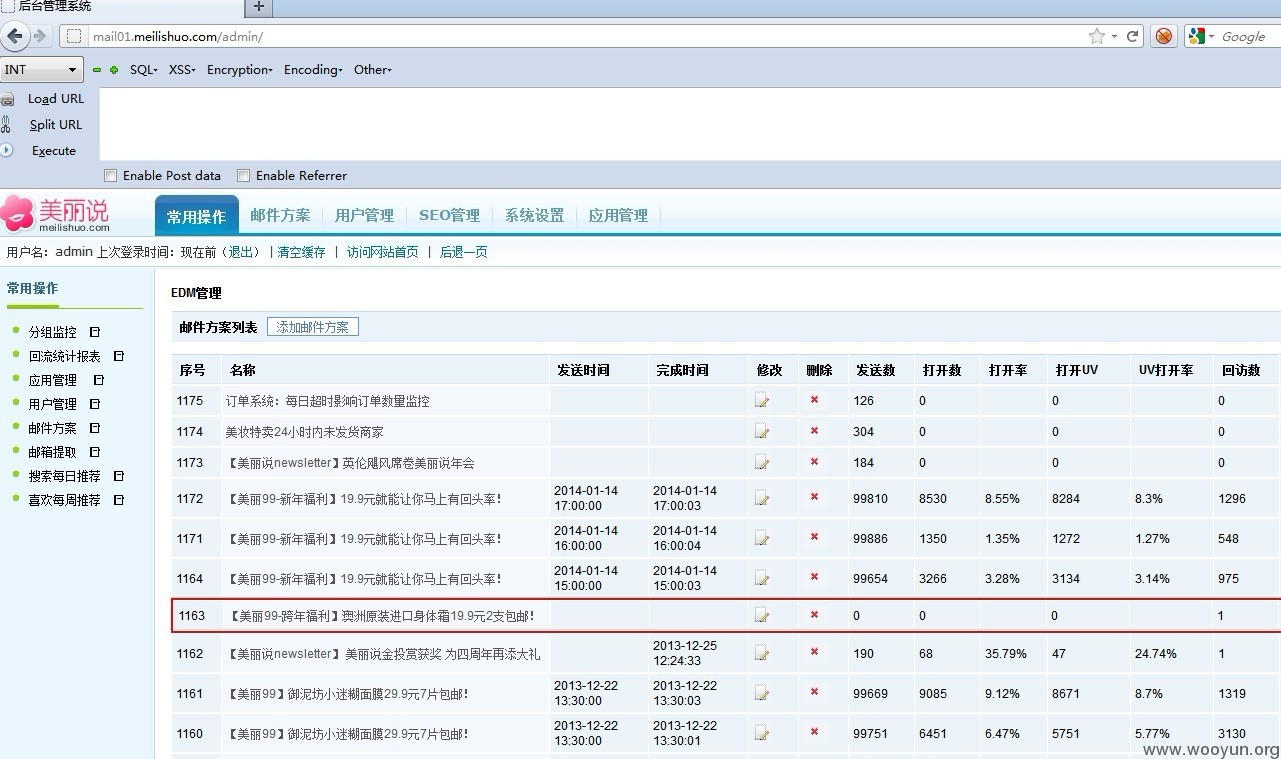 后台管理系统
mail01.meilishuo.com/admin/
Google
INT SQL XSS Encryption Encoding Other
Load URL
Split URL
Execute
Enable Post data Enable Referrer
美丽说
meilishuo.com
常用操作 邮件方案 用户管理 SEO管理 系统设置 应用管理
用户名: admin 上次登录时间: 现在前 (退出) | 清空缓存 | 访问网站首页 | 后退一页
常用操作
分组监控
回流统计报表
应用管理
用户管理
邮件方案
邮箱提取
搜索每日推荐
喜欢每周推荐
EDM管理
邮件方案列表 添加邮件方案
序号 名称 发送时间 完成时间 修改 删除 发送数 打开数 打开率 打开UV UV打开率 回访数
1175 订单系统: 每日超时影响订单数量监控 126 0 0 0
1174 美妆特卖24小时内未发货商家 304 0 0 0
1173 【美丽说newsletter】英伦飓风席卷美丽说年会 184 0 0 0
1172 【美丽99-新年福利】19.9元就能让你马上有回头率! 2014-01-14 17:00:00 2014-01-14 17:00:03 99810 8530 8.55% 8284 8.3% 1296
1171 【美丽99-新年福利】19.9元就能让你马上有回头率! 2014-01-14 16:00:00 2014-01-14 16:00:04 99886 1350 1.35% 1272 1.27% 548
1164 【美丽99-新年福利】19.9元就能让你马上有回头率! 2014-01-14 15:00:00 2014-01-14 15:00:03 99654 3266 3.28% 3134 3.14% 975
1163 【美丽99-跨年福利】澳洲原装进口身体霜19.9元2支包邮! 0 0 0 1
1162 【美丽说newsletter】美丽说金投赏获奖 为四周年再添大礼 2013-12-25 12:24:33 190 68 35.79% 47 24.74% 1
1161 【美丽99】御泥坊小迷糊面膜29.9元7片包邮! 2013-12-22 13:30:00 2013-12-22 13:30:03 99669 9085 9.12% 8671 8.7% 1319
1160 【美丽99】御泥坊小迷糊面膜29.9元7片包邮! 2013-12-22 13:30:00 2013-12-22 13:30:01 99751 6451 6.47% 5751 5.77% 3130
www.wooyun.org